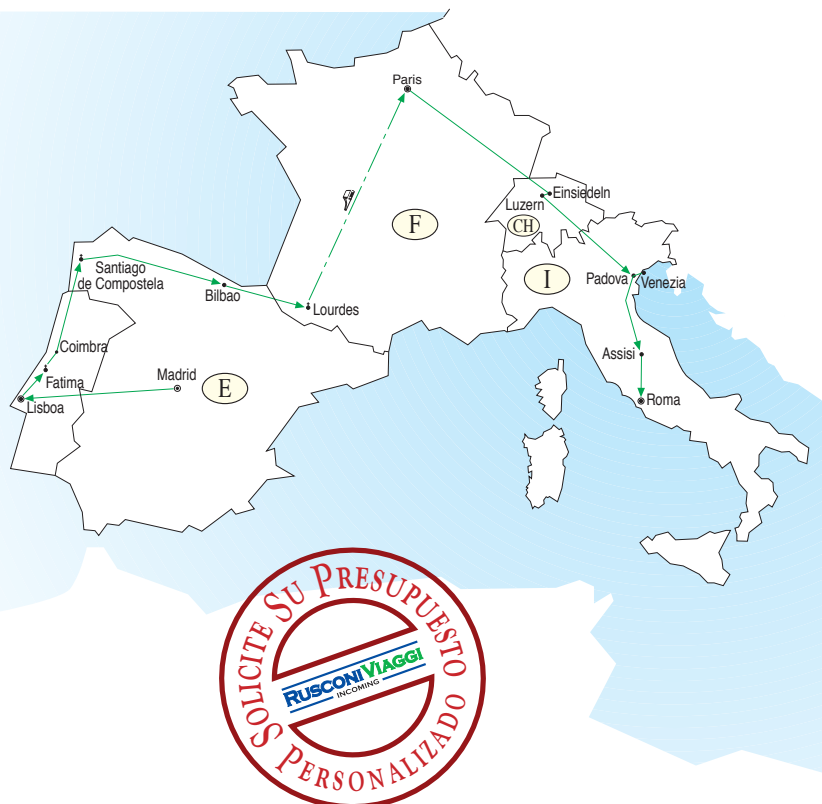 Paris
Einsiedeln
Luzern
CH
F
I
Padova
Venezia
Santiago
de Compostela
Bilbao
Lourdes
Coimbra
Assisi
Madrid
Fatima
E
Lisboa
Roma
SOLICITE SU PRESUPUESTO
RUSCONI VIAGGI
INCOMING
PERSONALIZADO